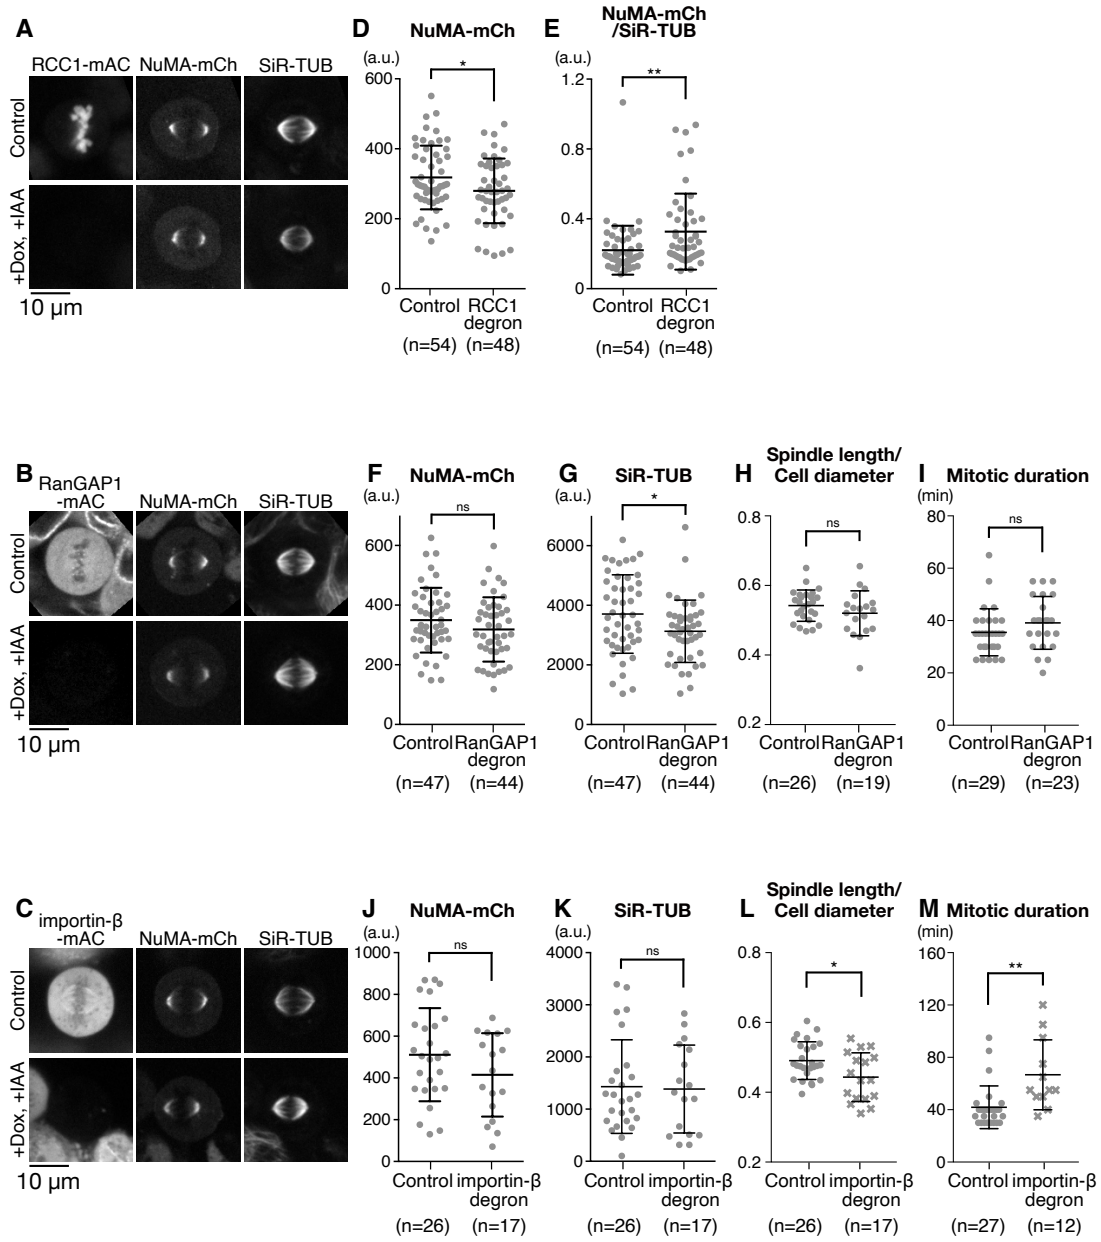 A
RCC1-mAC NuMA-mCh SiR-TUB
Control
+Dox, +IAA
10 µm
D
NuMA-mCh
(a.u.)
*
600
400
200
0
Control RCC1
degron
(n=54) (n=48)
E
NuMA-mCh
/SiR-TUB
(a.u.)
**
1.2
0.8
0.4
0
Control RCC1
degron
(n=54) (n=48)
B
RanGAP1
-mAC NuMA-mCh SiR-TUB
Control
+Dox, +IAA
10 µm
F
NuMA-mCh
(a.u.)
ns
600
400
200
0
Control RanGAP1
degron
(n=47) (n=44)
G
SiR-TUB
(a.u.)
*
6000
4000
2000
0
Control RanGAP1
degron
(n=47) (n=44)
H
Spindle length/
Cell diameter
ns
0.8
0.6
0.4
0.2
Control RanGAP1
degron
(n=26) (n=19)
I
Mitotic duration
(min)
ns
80
60
40
20
0
Control RanGAP1
degron
(n=29) (n=23)
C
importin-β
-mAC NuMA-mCh SiR-TUB
Control
+Dox, +IAA
10 µm
J
NuMA-mCh
(a.u.)
ns
1000
800
600
400
200
0
Control importin-β
degron
(n=26) (n=17)
K
SiR-TUB
(a.u.)
ns
4000
3000
2000
1000
0
Control importin-β
degron
(n=26) (n=17)
L
Spindle length/
Cell diameter
*
0.8
0.6
0.4
0.2
Control importin-β
degron
(n=26) (n=17)
M
Mitotic duration
(min)
**
160
120
80
40
0
Control importin-β
degron
(n=27) (n=12)